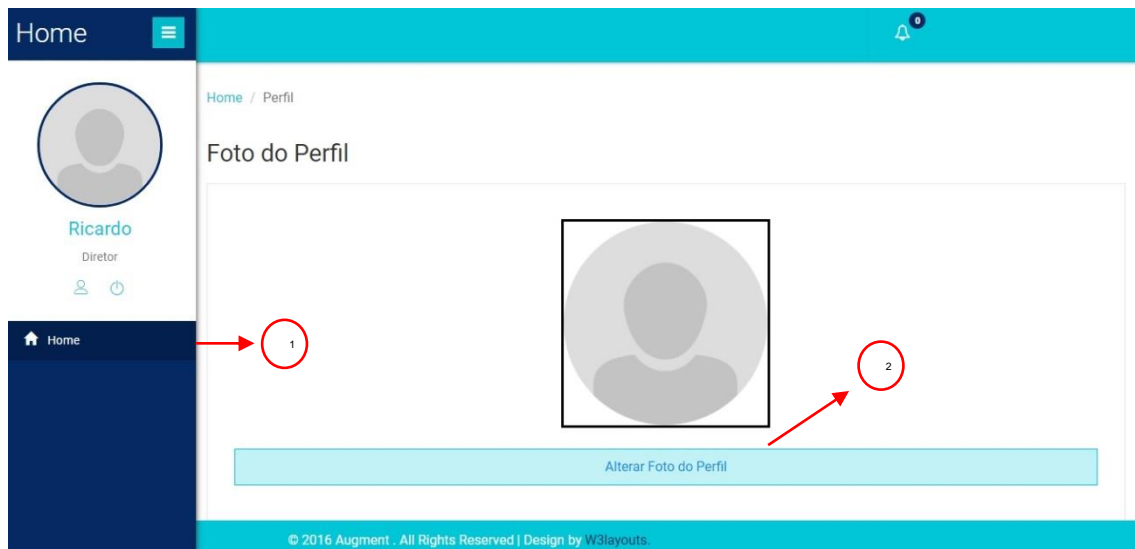 Home
0
Home / Perfil
Foto do Perfil
Ricardo
Diretor
Home
1
2
Alterar Foto do Perfil
© 2016 Augment . All Rights Reserved | Design by W3layouts.